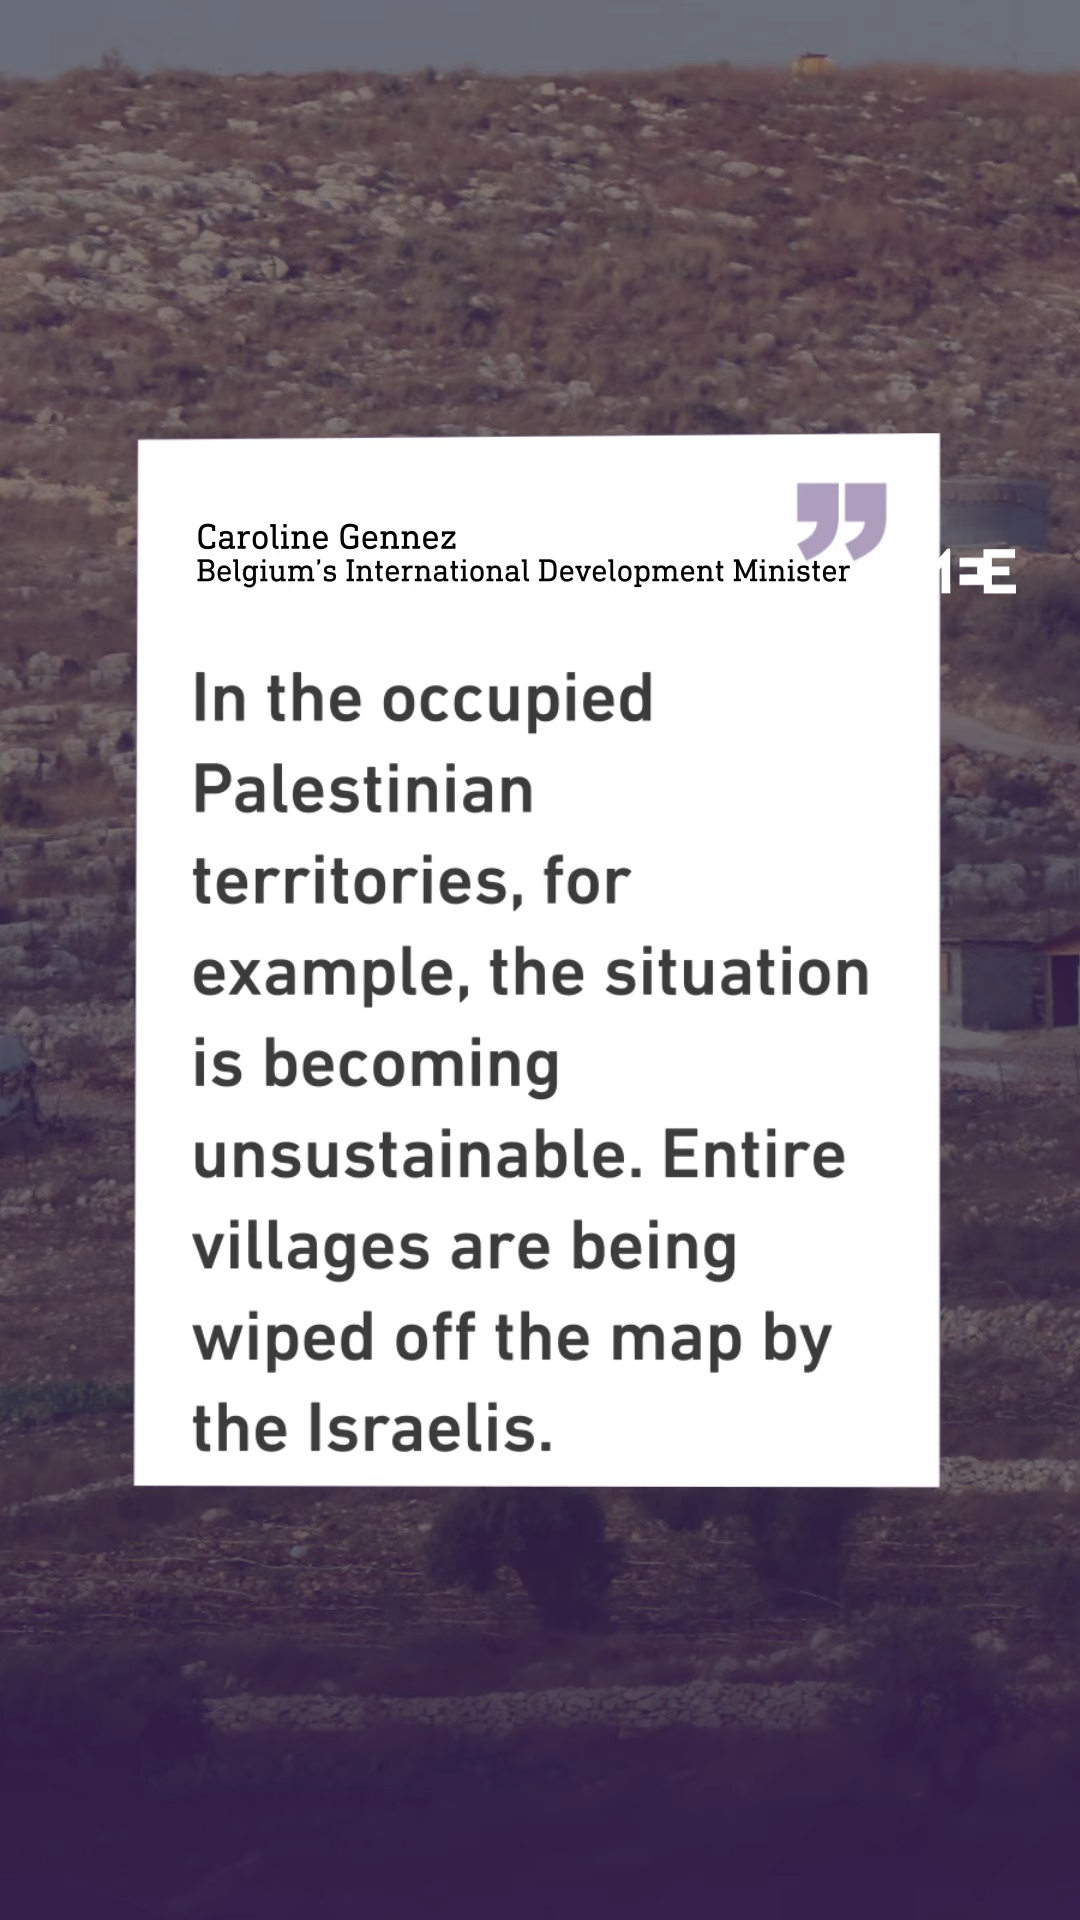 Caroline Gennez
Belgium's International Development Minister
In the occupied
Palestinian
territories, for
example, the situation
is becoming
unsustainable. Entire
villages are being
wiped off the map by
the Israelis.